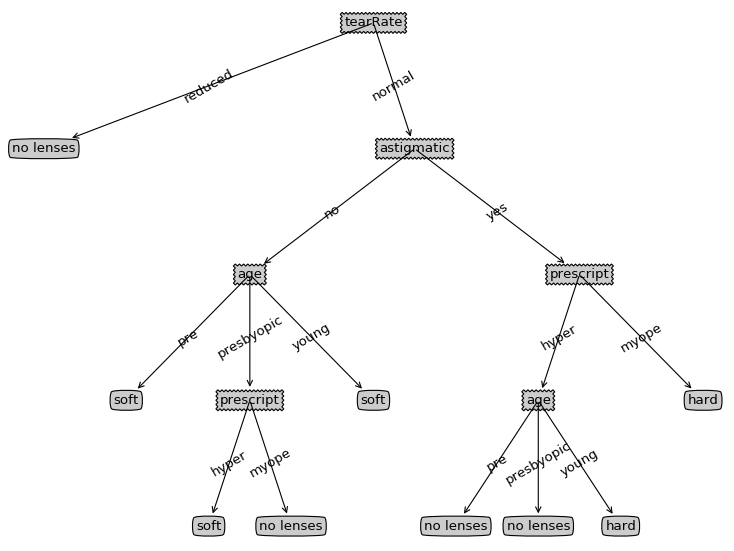 tearRate
reduced
normal
no lenses
astigmatic
no
yes
age
prescript
pre
presbyopic
young
hyper
myope
soft
prescript
soft
age
hard
hyper
myope
pre
presbyopic
young
soft
no lenses
no lenses
no lenses
hard